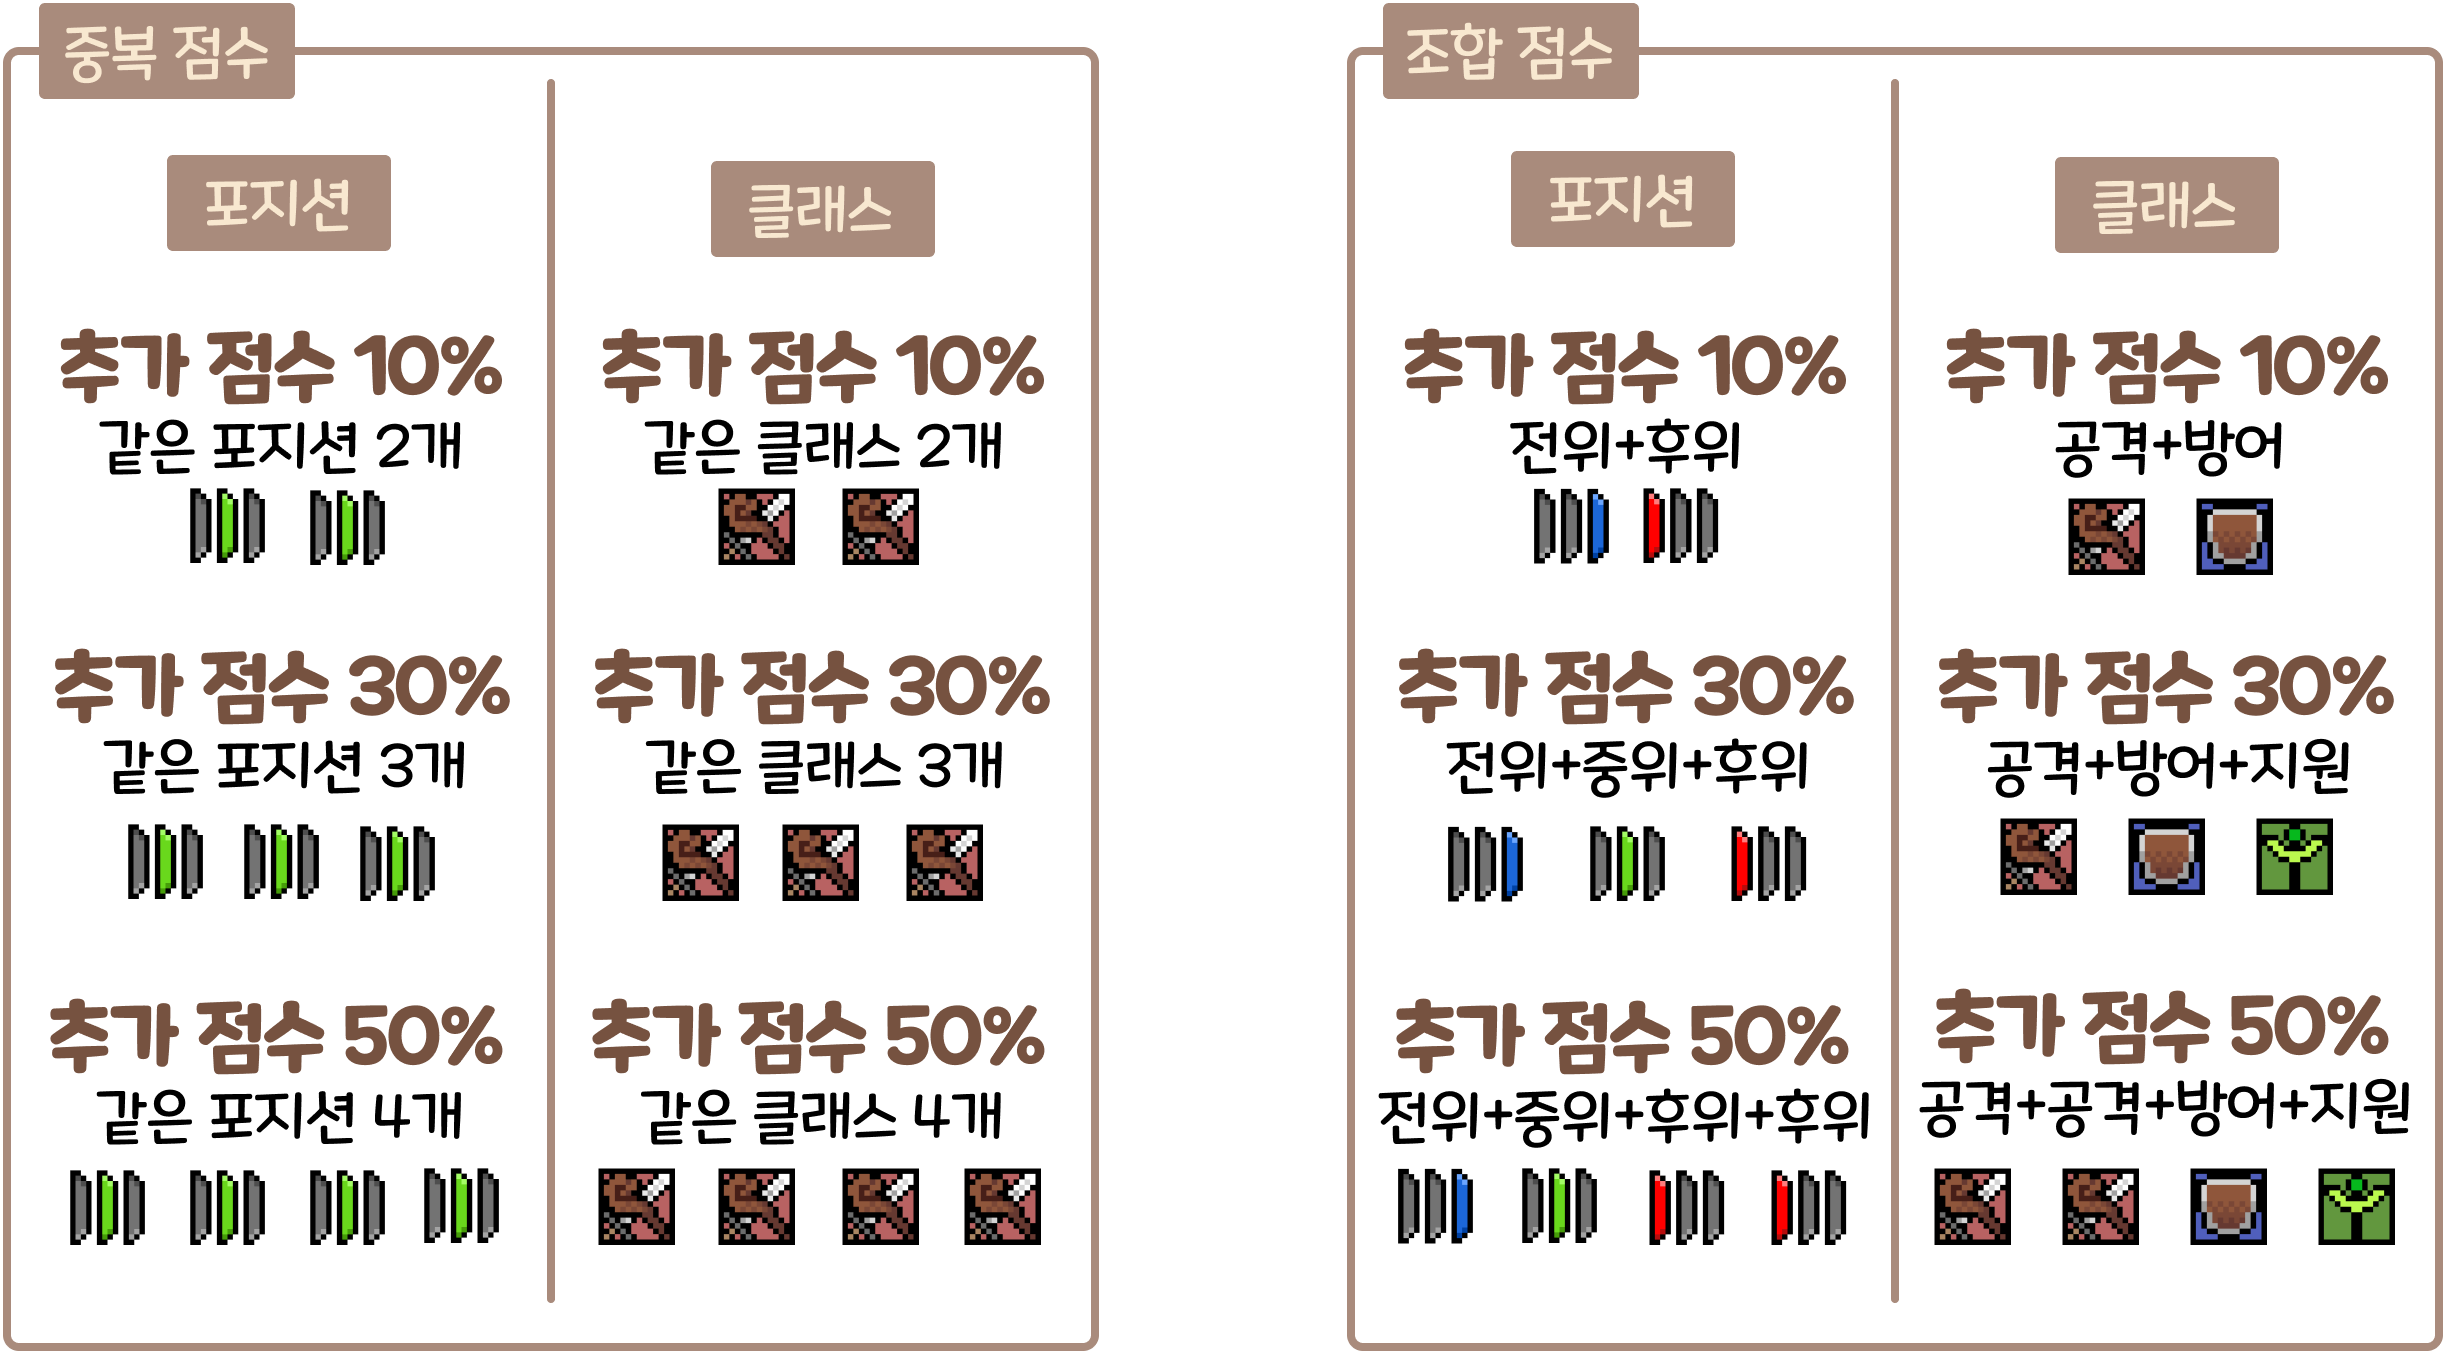 중복 점수
포지션
추가 점수 10%
같은 포지션 2개
추가 점수 30%
같은 포지션 3개
추가 점수 50%
같은 포지션 4개
클래스
추가 점수 10%
같은 클래스 2개
추가 점수 30%
같은 클래스 3개
추가 점수 50%
같은 클래스 4개
조합 점수
포지션
추가 점수 10%
전위+후위
추가 점수 30%
전위+중위+후위
추가 점수 50%
전위+중위+후위+후위
클래스
추가 점수 10%
공격+방어
추가 점수 30%
공격+방어+지원
추가 점수 50%
공격+공격+방어+지원